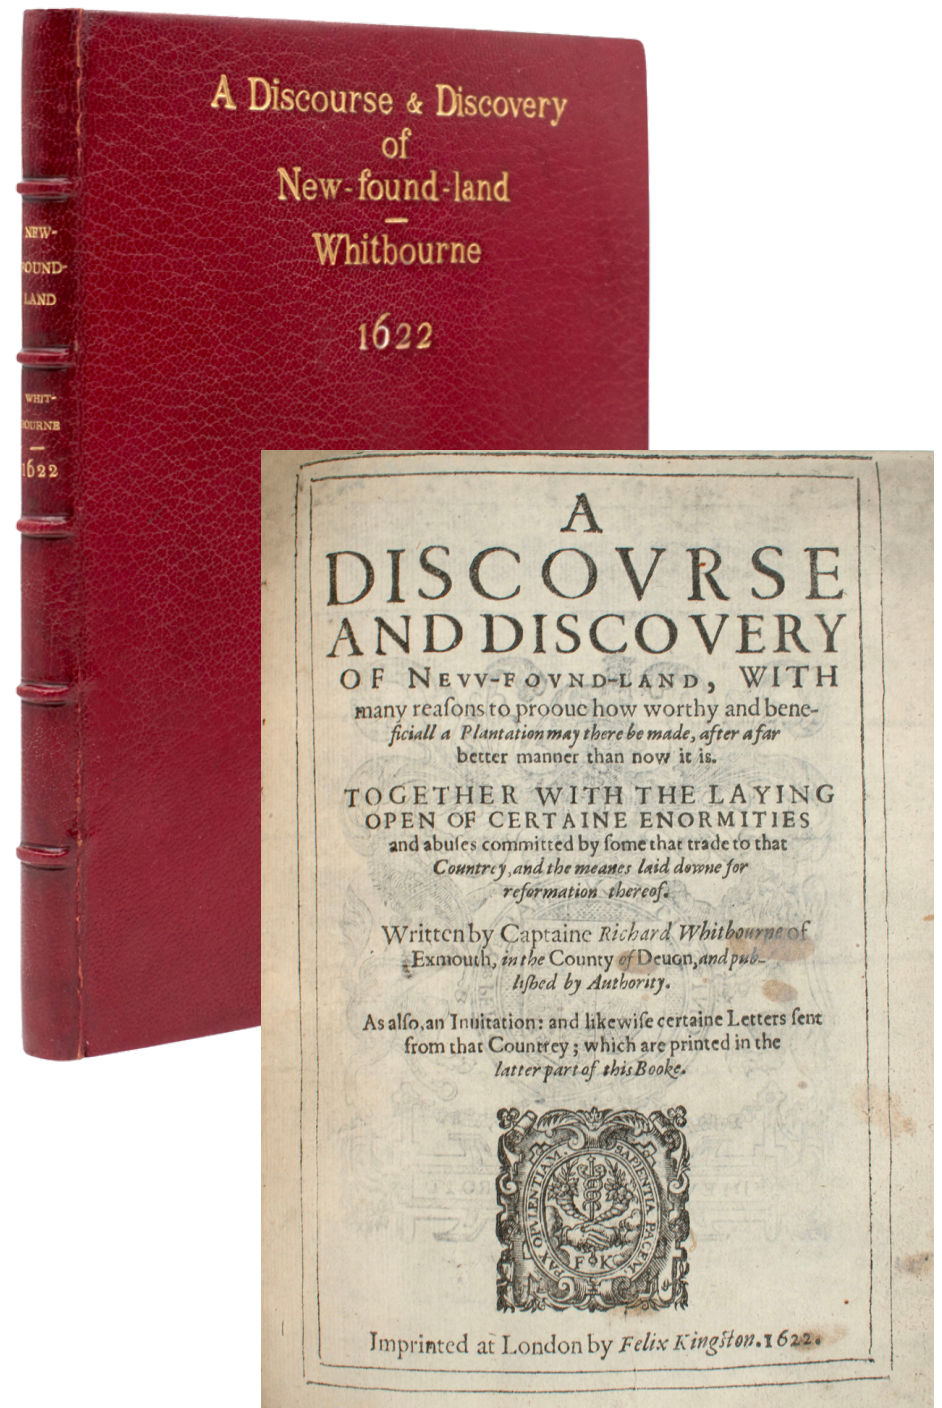 A Discourse & Discovery
of
New-found-land
Whitbourne
1622
NEW-
FOUND-
LAND
WHIT-
BOURNE
1622
A
DISCOVRSE
AND DISCOVERY
OF NEVV-FOVND-LAND, WITH
many reaſons to prooue how worthy and bene-
ficiall a Plantation may there be made, after a far
better manner than now it is.
TOGETHER WITH THE LAYING
OPEN OF CERTAINE ENORMITIES
and abuſes committed by ſome that trade to that
Countrey, and the meanes laid downe for
reformation thereof.
Written by Captaine Richard Whitbourne of
Exmouth, in the County of Deuon, and pub-
liſhed by Authority.
As alſo, an Inuitation: and likewiſe certaine Letters ſent
from that Countrey; which are printed in the
latter part of this Booke.
PAX OPVLENTIAM. SAPIENTIA PACEM.
F K
Imprinted at London by Felix Kingſton. 1622.